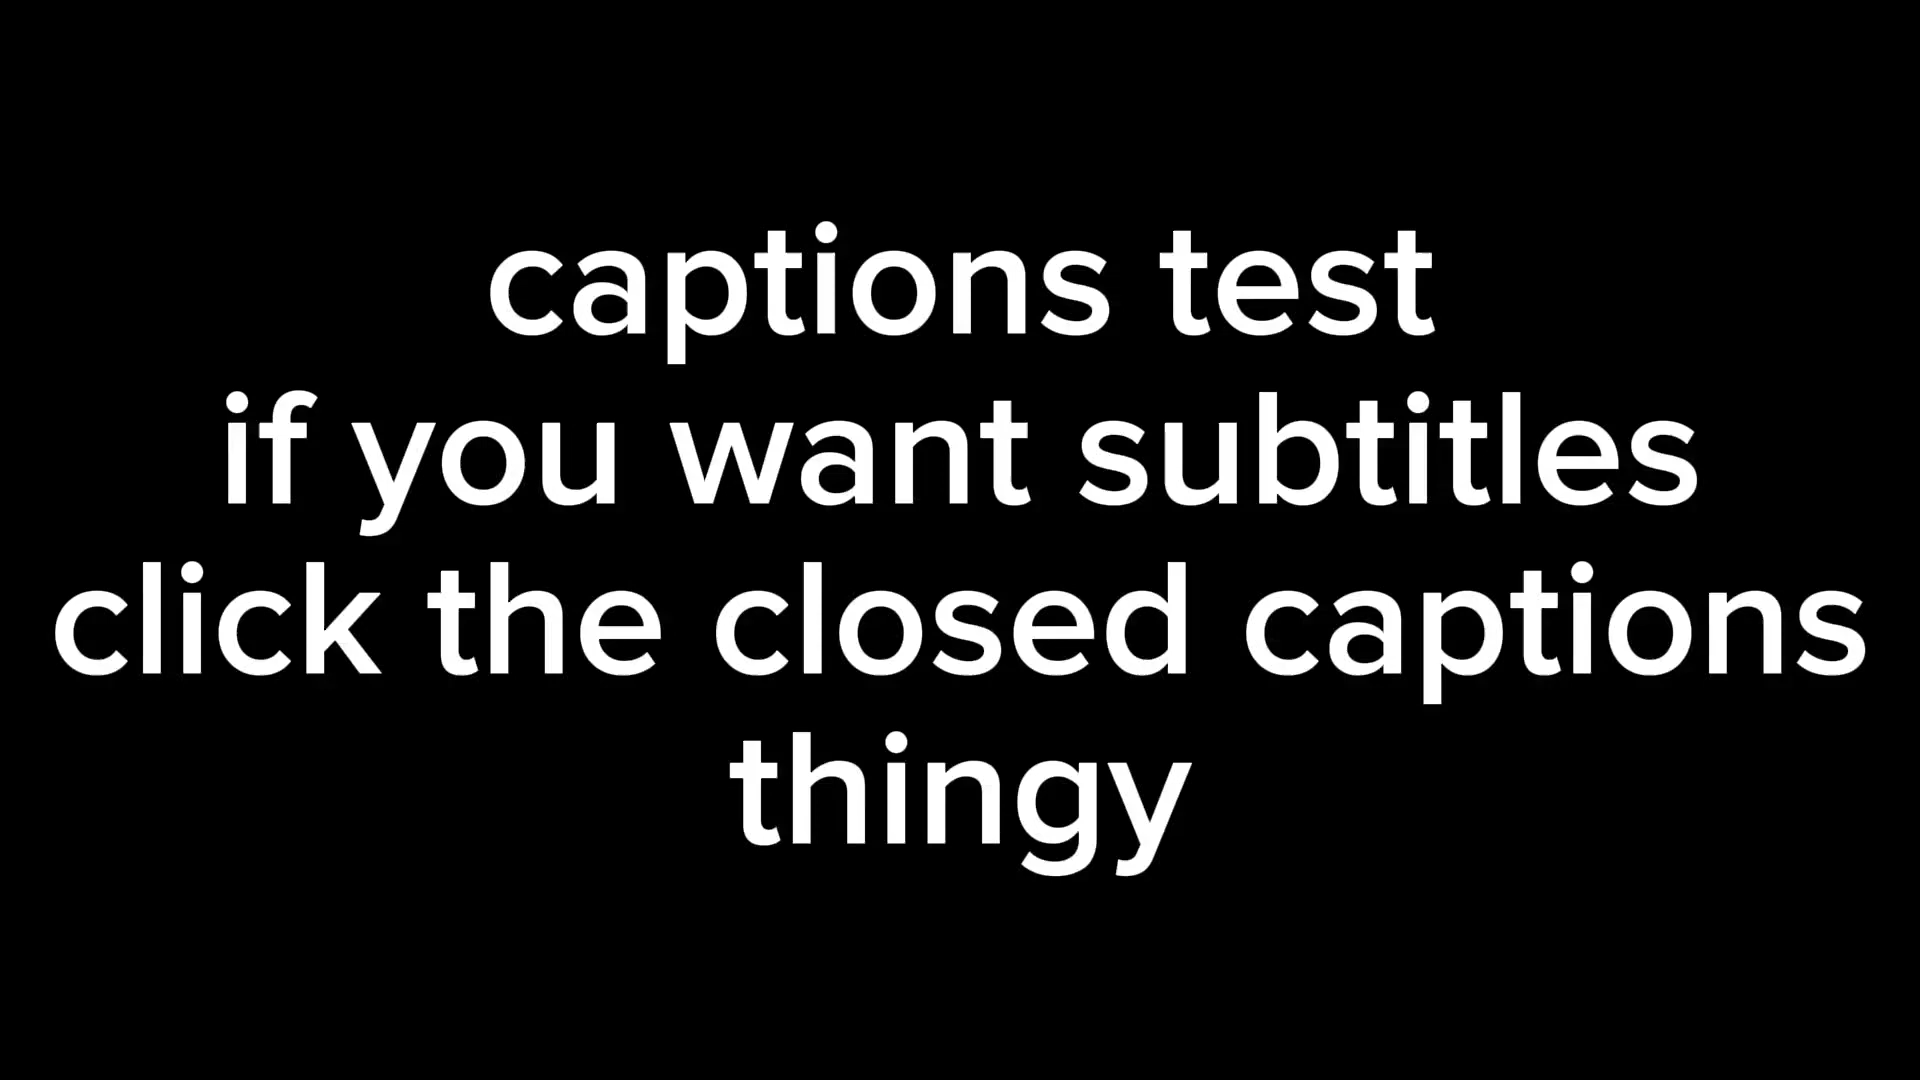 captions test
if you want subtitles
click the closed captions
thingy